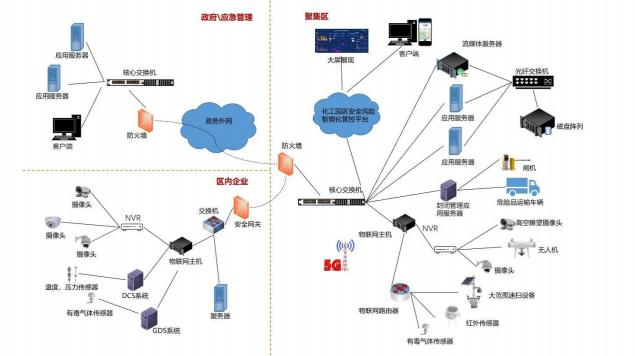 政府\应急管理
应用服务器
应用服务器
客户端
核心交换机
防火墙
政务外网
区内企业
摄像头
摄像头
摄像头
NVR
交换机
安全网关
物联网主机
温度，压力传感器
DCS系统
有毒气体传感器
GDS系统
服务器
聚集区
大屏展现
客户端
流媒体服务器
光纤交换机
化工园区安全风险
智能化管控平台
应用服务器
应用服务器
磁盘阵列
防火墙
核心交换机
封闭管理应
用服务器
闸机
危险品运输车辆
物联网主机
NVR
高空瞭望摄像头
无人机
摄像头
5G
物联网路由器
大范围速扫设备
红外传感器
有毒气体传感器